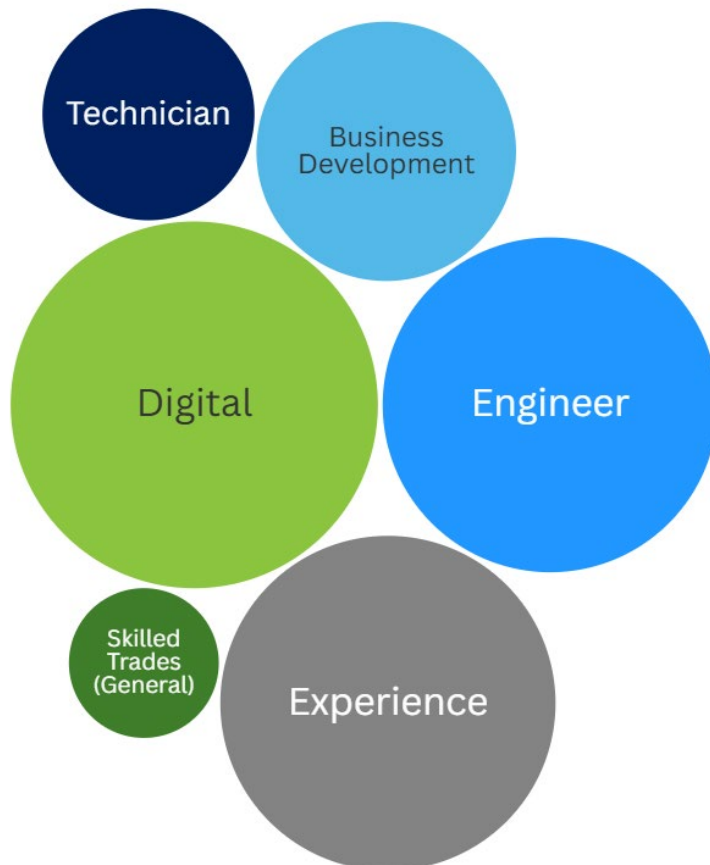 Technician
Business
Development
Digital
Engineer
Skilled
Trades
(General)
Experience